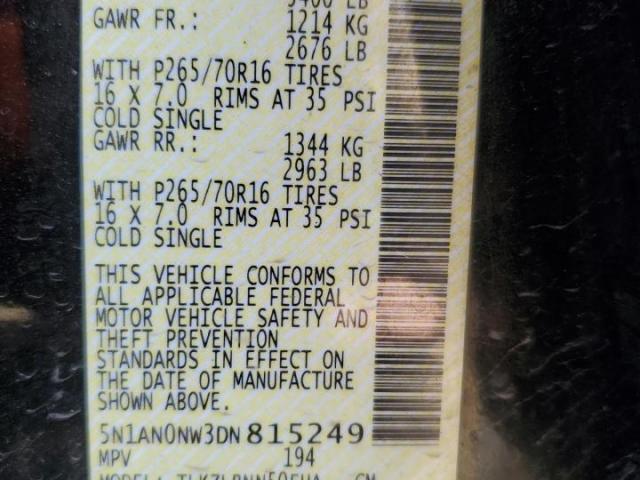 5400 LB
GAWR FR.: 1214 KG
2676 LB
WITH P265/70R16 TIRES
16 X 7.0 RIMS AT 35 PSI
COLD SINGLE
GAWR RR.: 1344 KG
2963 LB
WITH P265/70R16 TIRES
16 X 7.0 RIMS AT 35 PSI
COLD SINGLE
THIS VEHICLE CONFORMS TO
ALL APPLICABLE FEDERAL
MOTOR VEHICLE SAFETY AND
THEFT PREVENTION
STANDARDS IN EFFECT ON
THE DATE OF MANUFACTURE
SHOWN ABOVE.
5N1AN0NW3DN815249
MPV 194
MODEL: